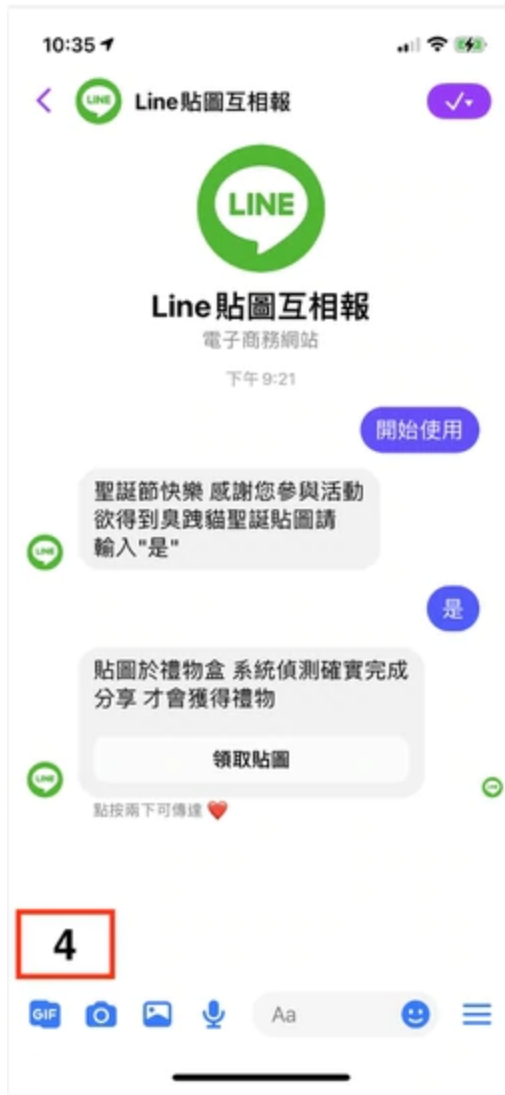 10:35
Line貼圖互相報
LINE
Line貼圖互相報
電子商務網站
下午9:21
開始使用
聖誕節快樂 感謝您參與活動
欲得到臭跩貓聖誕貼圖請
輸入"是"
是
貼圖於禮物盒 系統偵測確實完成
分享 才會獲得禮物
領取貼圖
點按兩下可傳達 ❤️
4
GIF
Aa